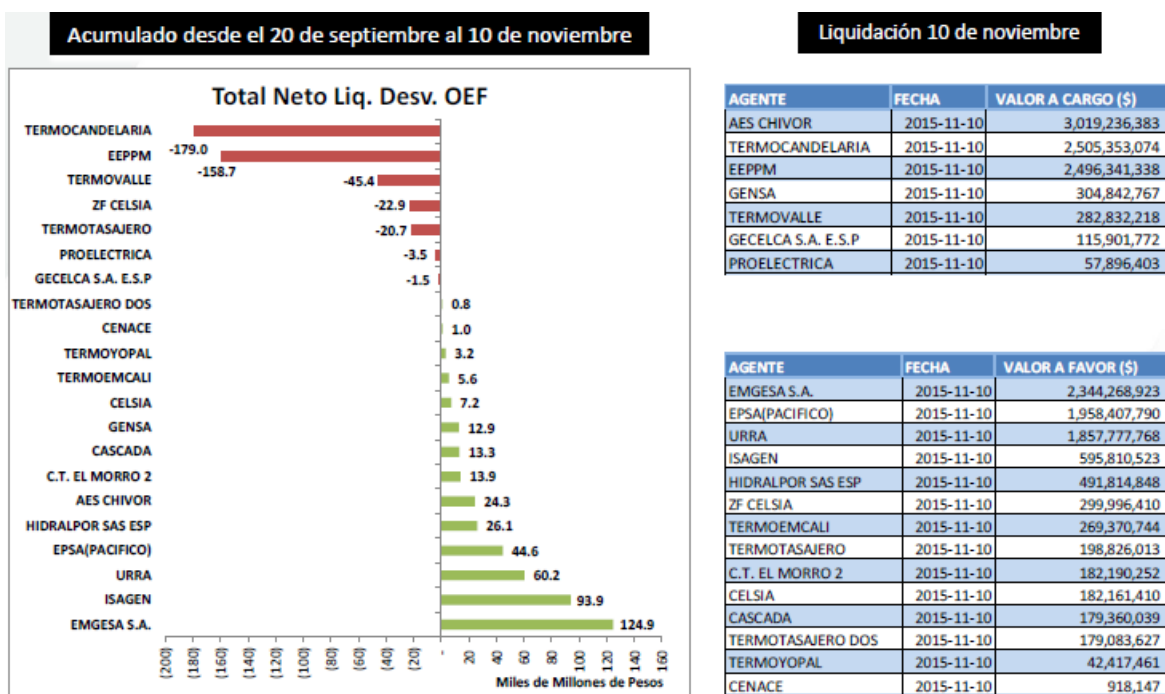 Acumulado desde el 20 de septiembre al 10 de noviembre
Total Neto Liq. Desv. OEF
TERMOCANDELARIA -179.0
EEPPM -158.7
TERMOVALLE -45.4
ZF CELSIA -22.9
TERMOTASAJERO -20.7
PROELECTRICA -3.5
GECELCA S.A. E.S.P -1.5
TERMOTASAJERO DOS 0.8
CENACE 1.0
TERMOYOPAL 3.2
TERMOEMCALI 5.6
CELSIA 7.2
GENSA 12.9
CASCADA 13.3
C.T. EL MORRO 2 13.9
AES CHIVOR 24.3
HIDRALPOR SAS ESP 26.1
EPSA(PACIFICO) 44.6
URRA 60.2
ISAGEN 93.9
EMGESA S.A. 124.9
(200) (180) (160) (140) (120) (100) (80) (60) (40) (20) - 20 40 60 80 100 120 140 160
Miles de Millones de Pesos
Liquidación 10 de noviembre
AGENTE FECHA VALOR A CARGO ($)
AES CHIVOR 2015-11-10 3,019,236,383
TERMOCANDELARIA 2015-11-10 2,505,353,074
EEPPM 2015-11-10 2,496,341,338
GENSA 2015-11-10 304,842,767
TERMOVALLE 2015-11-10 282,832,218
GECELCA S.A. E.S.P 2015-11-10 115,901,772
PROELECTRICA 2015-11-10 57,896,403
AGENTE FECHA VALOR A FAVOR ($)
EMGESA S.A. 2015-11-10 2,344,268,923
EPSA(PACIFICO) 2015-11-10 1,958,407,790
URRA 2015-11-10 1,857,777,768
ISAGEN 2015-11-10 595,810,523
HIDRALPOR SAS ESP 2015-11-10 491,814,848
ZF CELSIA 2015-11-10 299,996,410
TERMOEMCALI 2015-11-10 269,370,744
TERMOTASAJERO 2015-11-10 198,826,013
C.T. EL MORRO 2 2015-11-10 182,190,252
CELSIA 2015-11-10 182,161,410
CASCADA 2015-11-10 179,360,039
TERMOTASAJERO DOS 2015-11-10 179,083,627
TERMOYOPAL 2015-11-10 42,417,461
CENACE 2015-11-10 918,147